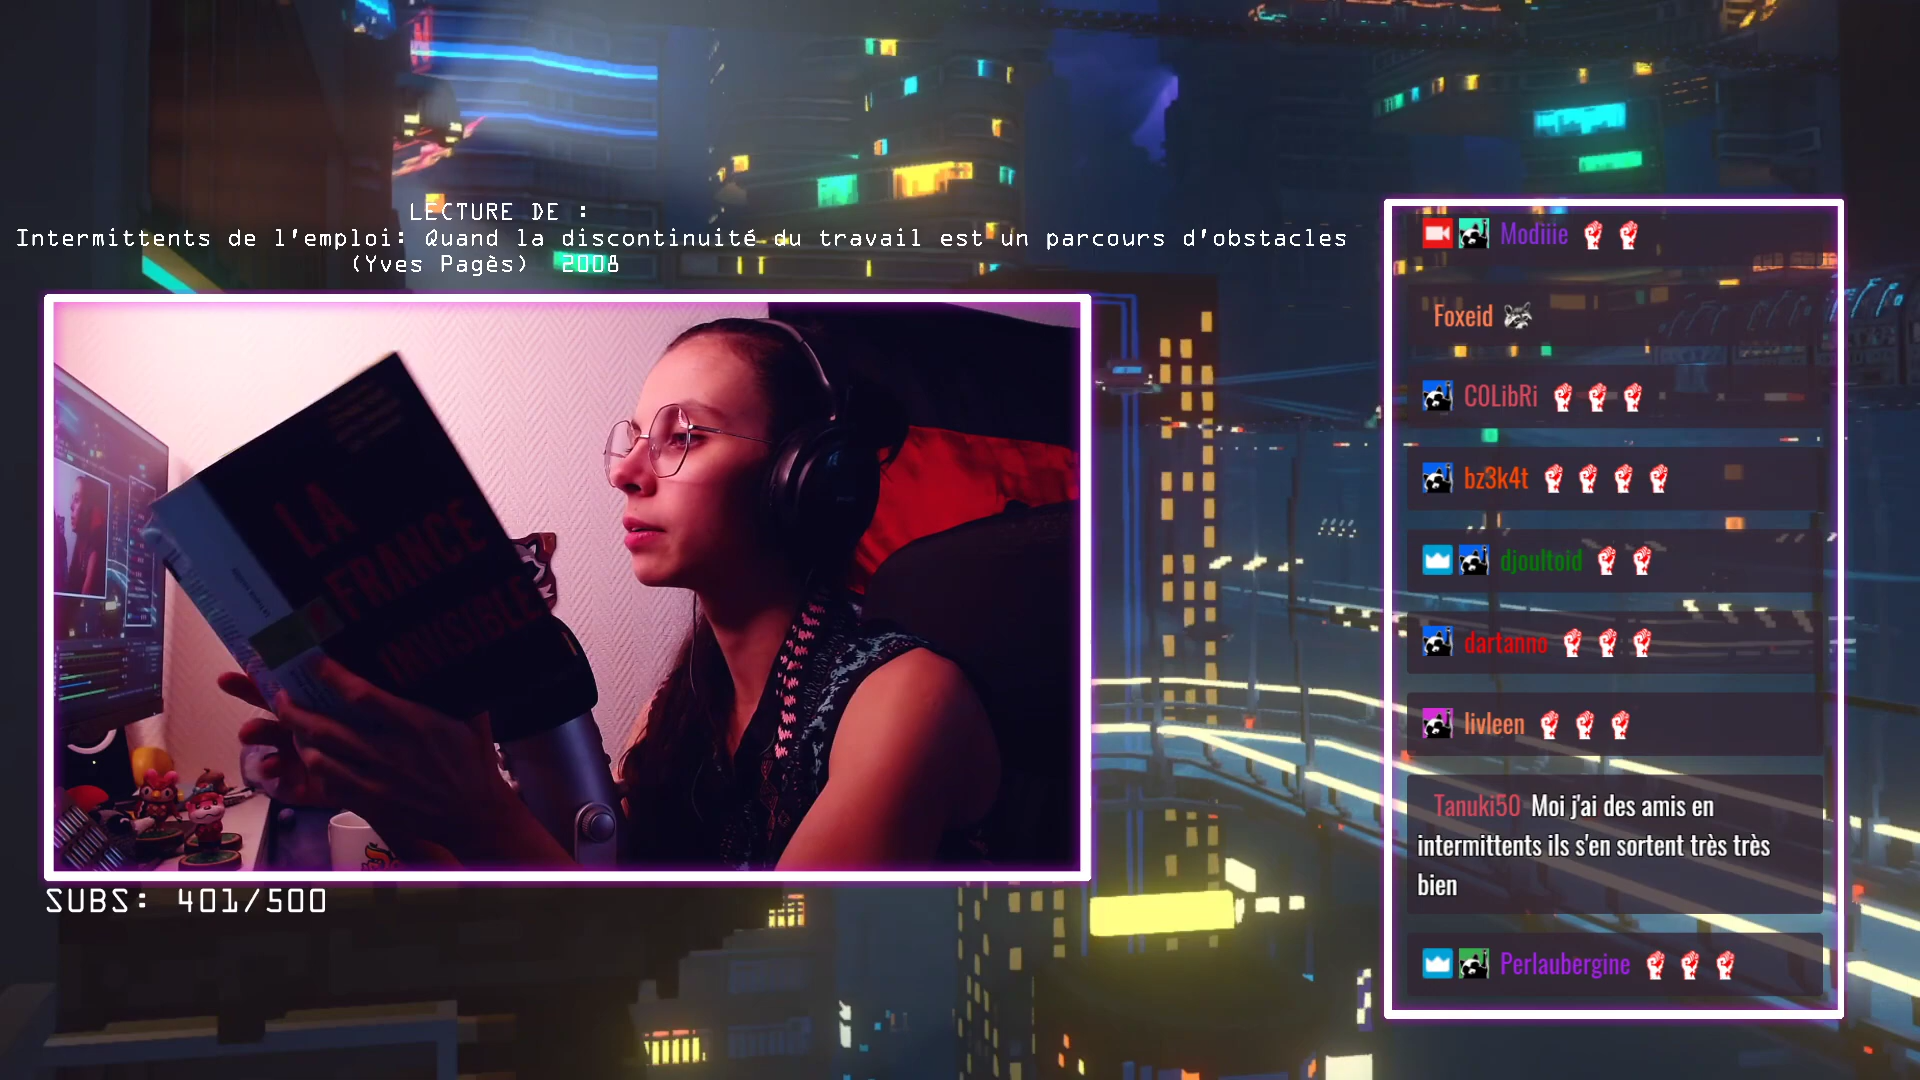 LECTURE DE :
Intermittents de l'emploi: Quand la discontinuité du travail est un parcours d'obstacles
(Yves Pagès) 2008
LA
FRANCE
INVISIBLE
SUBS: 401/500
Modiiie
Foxeid
C0LibRi
bz3k4t
djoultoid
dartanno
livleen
Tanuki50 Moi j'ai des amis en
intermittents ils s'en sortent très très
bien
Perlaubergine